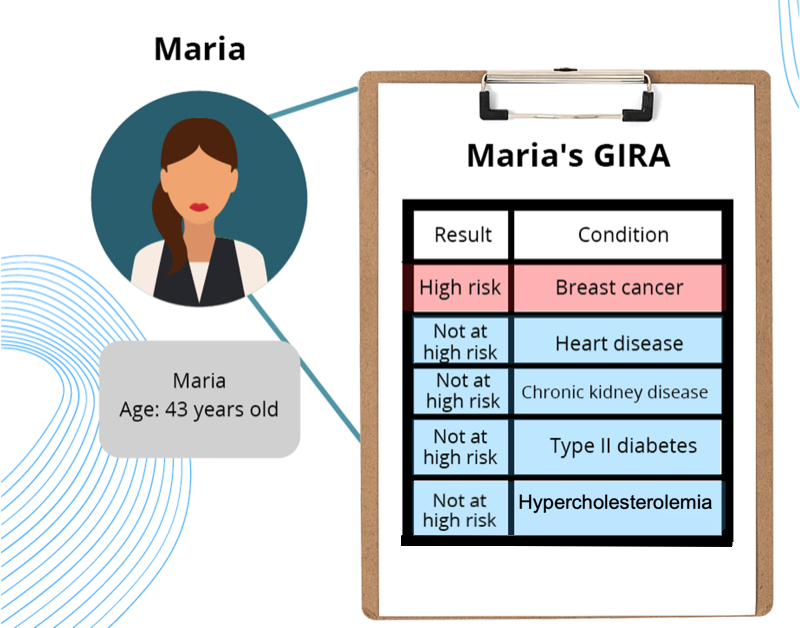 Maria
Maria
Age: 43 years old
Maria's GIRA
Result Condition
High risk Breast cancer
Not at
high risk
Heart disease
Not at
high risk
Chronic kidney disease
Not at
high risk
Type II diabetes
Not at
high risk
Hypercholesterolemia